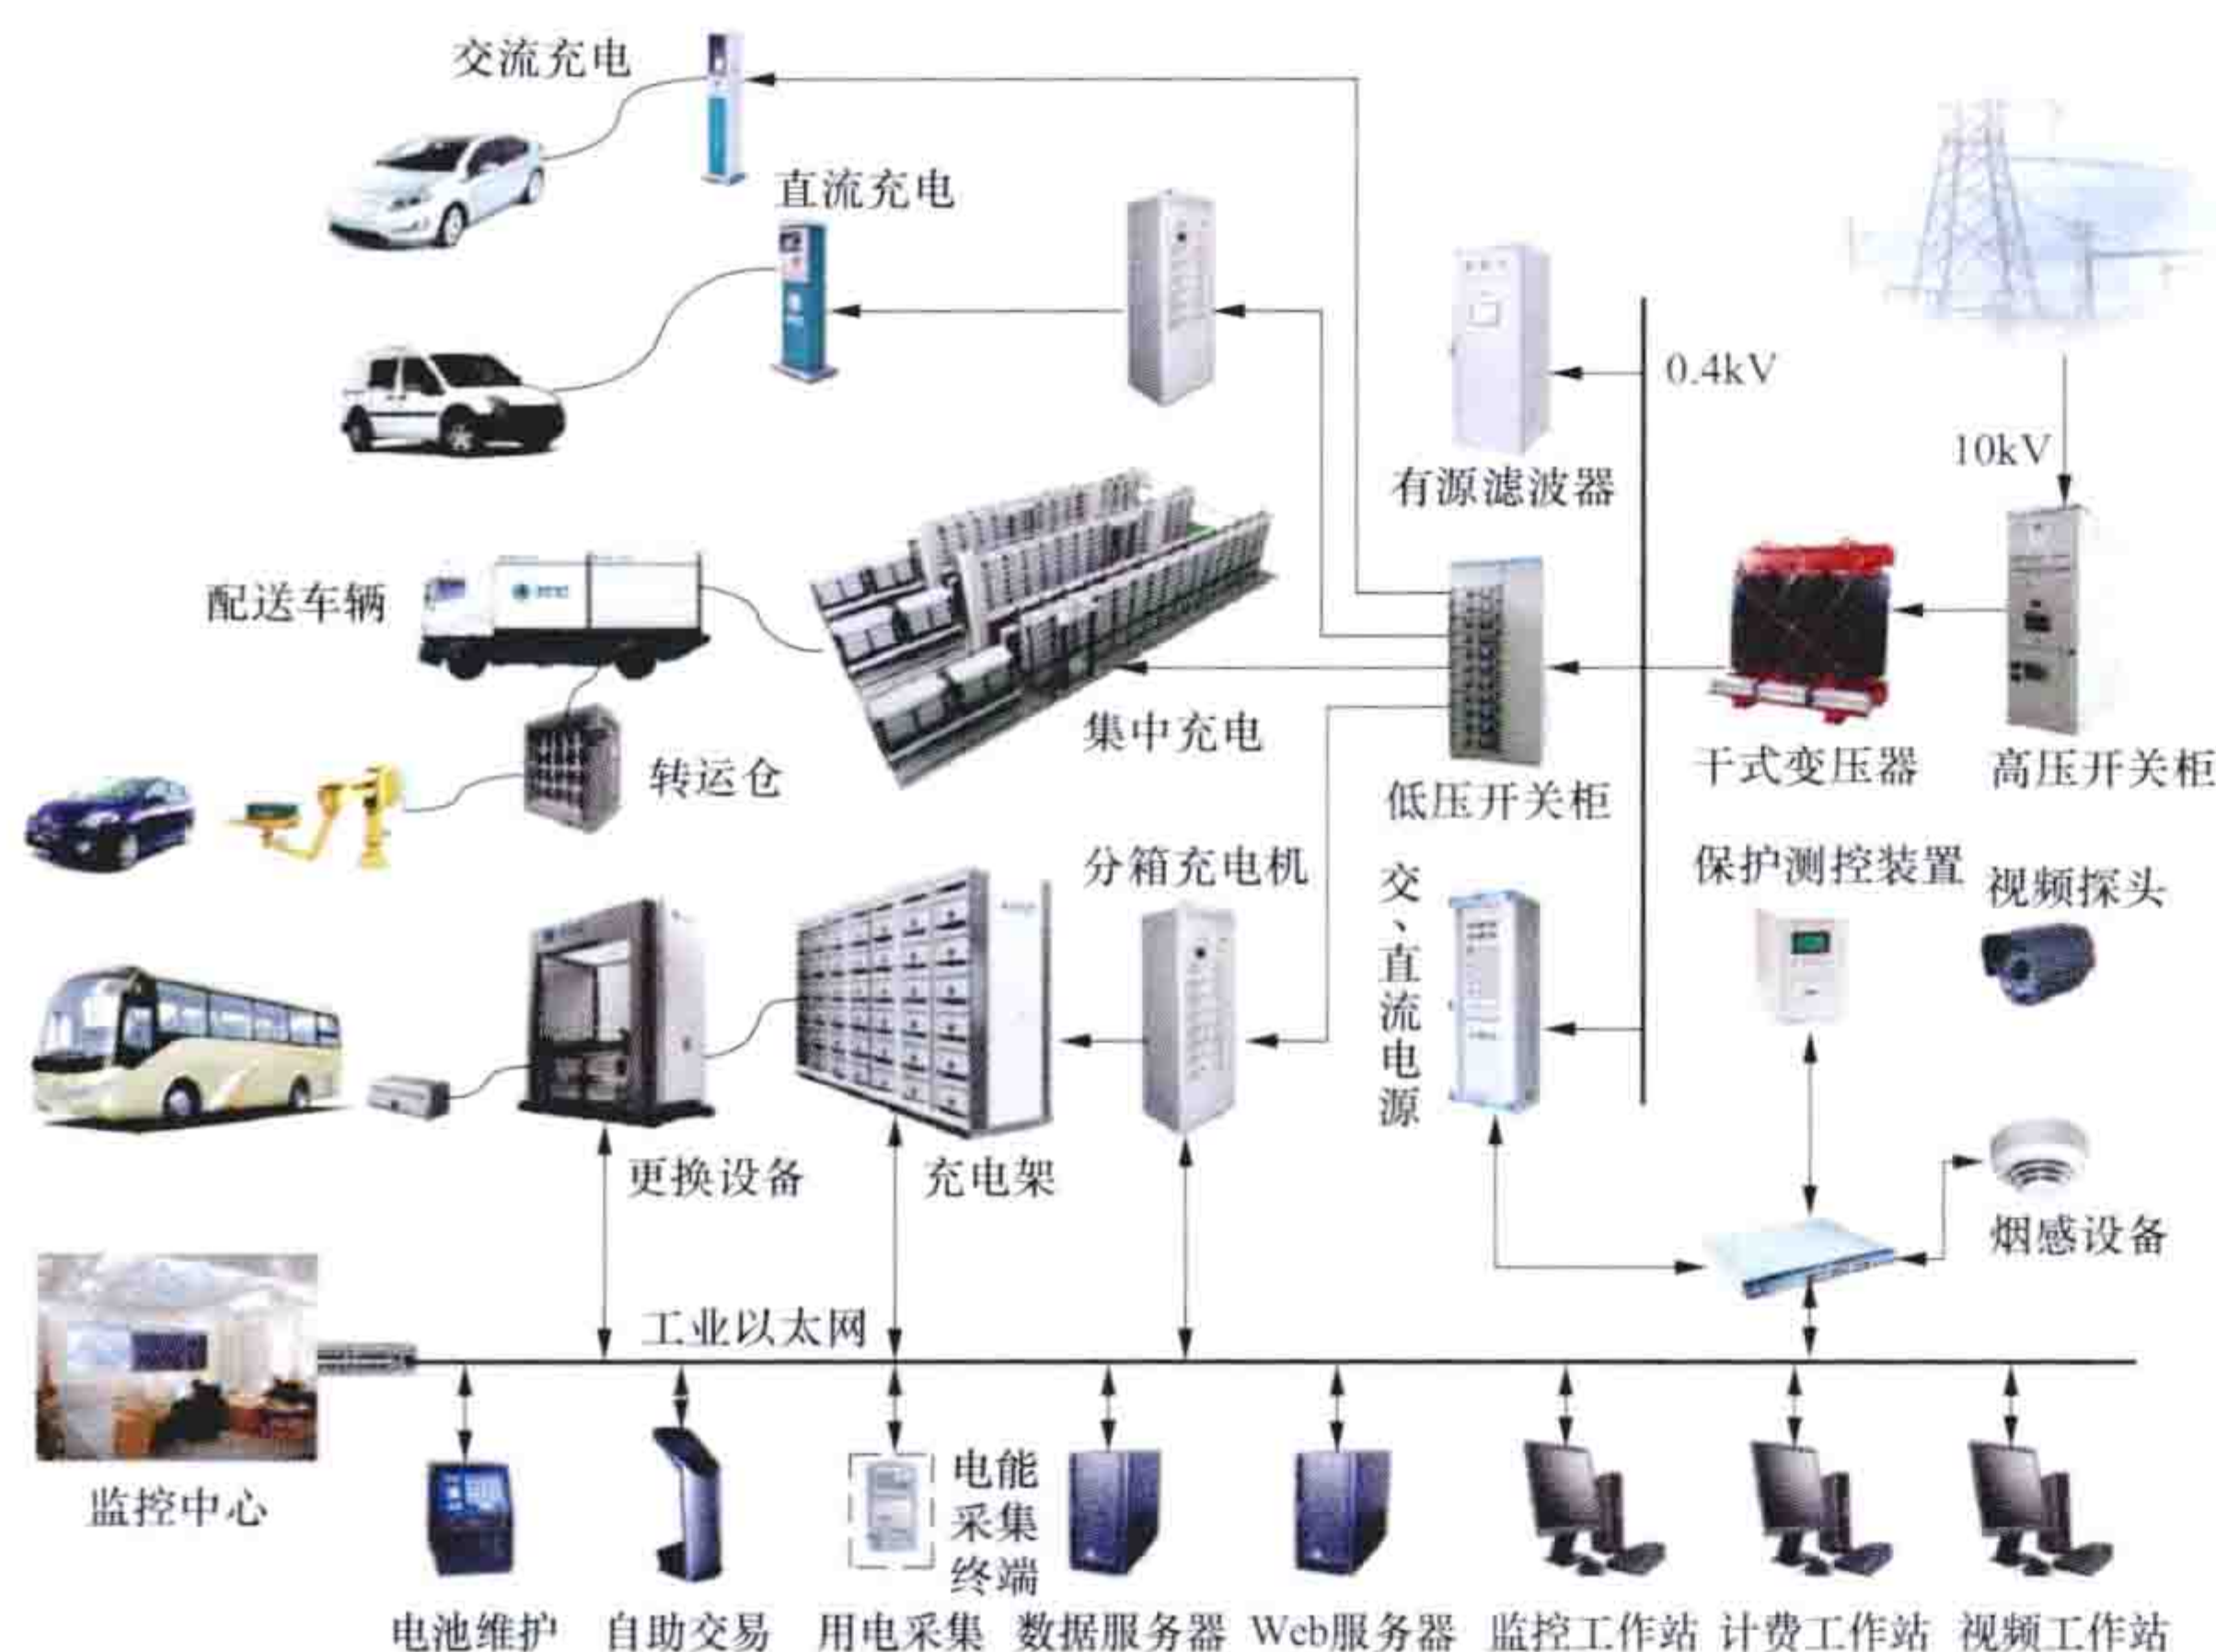 交流充电
直流充电
0.4kV
10kV
有源滤波器
配送车辆
集中充电
转运仓
低压开关柜
干式变压器
高压开关柜
分箱充电机
交、直流电源
保护测控装置
视频探头
更换设备
充电架
烟感设备
工业以太网
监控中心
电能
采集
终端
电池维护
自助交易
用电采集
数据服务器
Web服务器
监控工作站
计费工作站
视频工作站